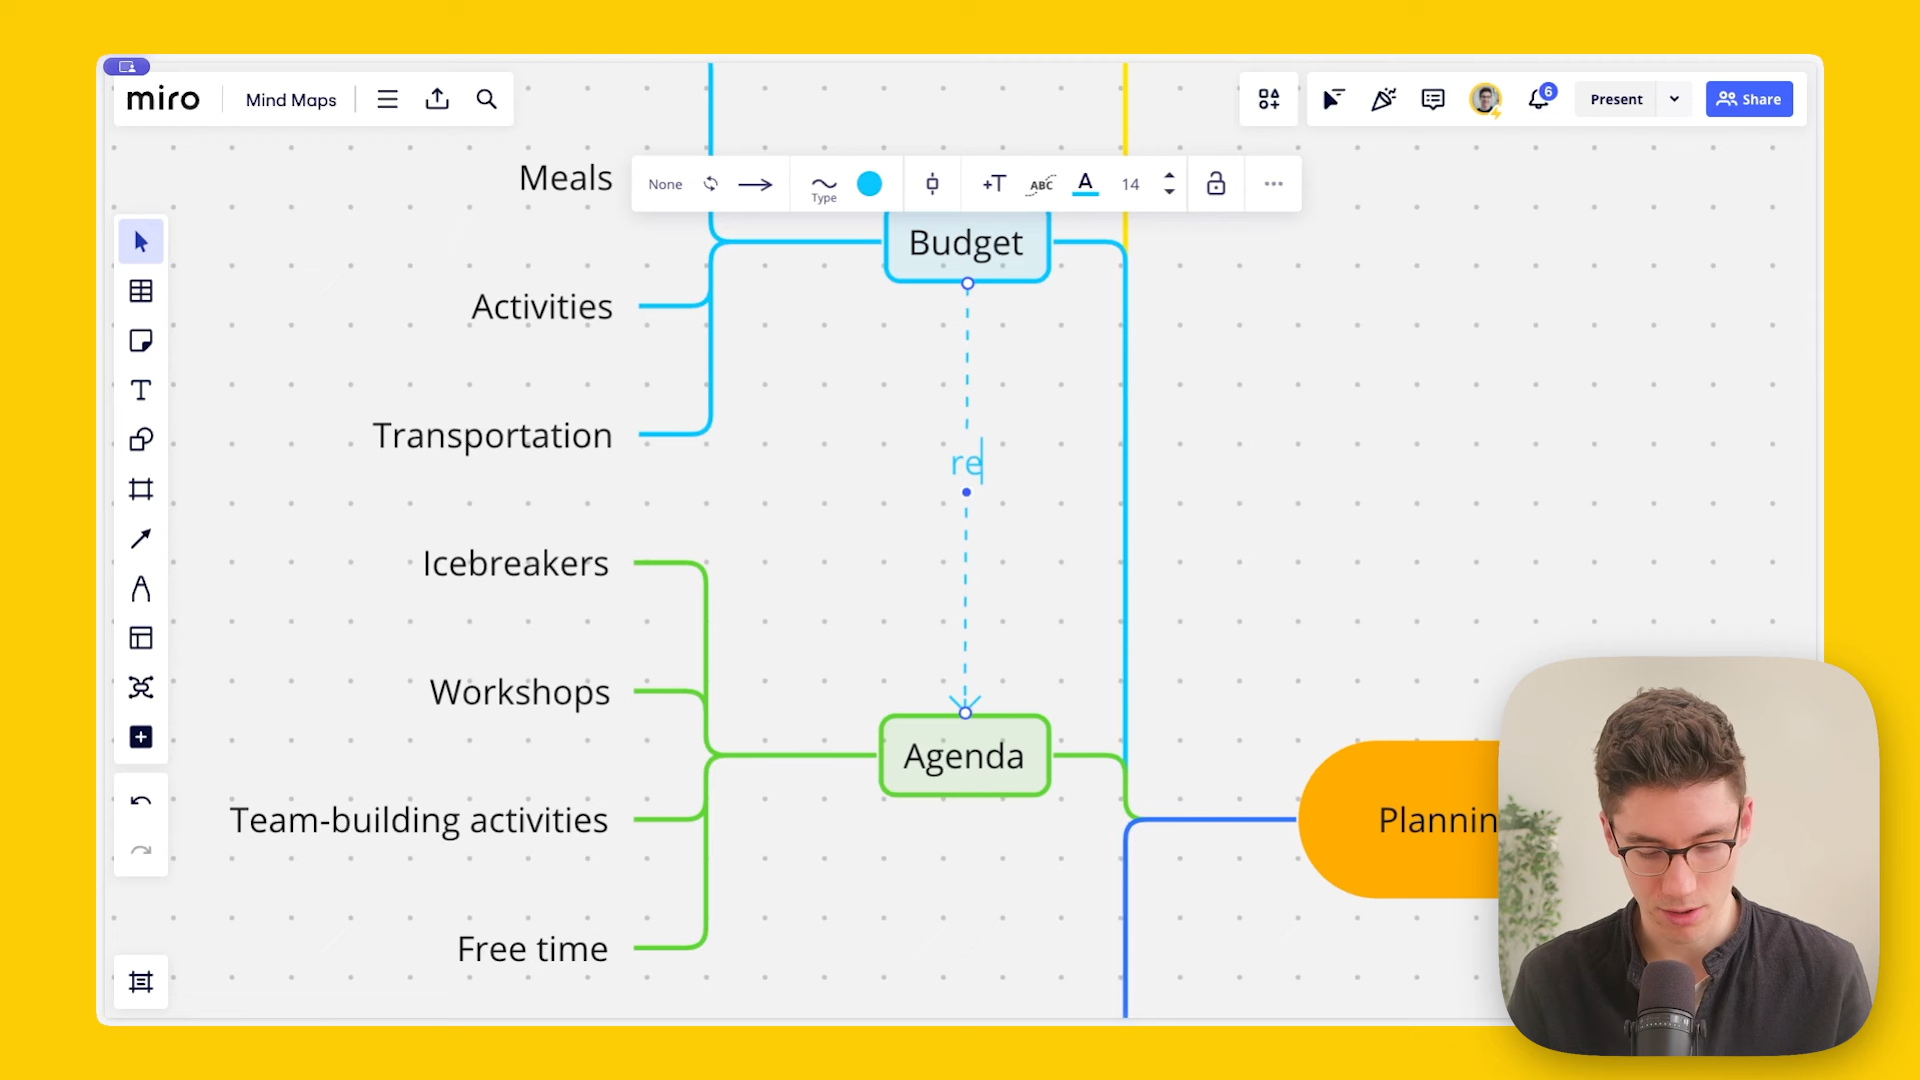 miro
Mind Maps
6
Present
Share
Meals
None
Type
+T
ABC
A
14
Budget
Activities
Transportation
re
Icebreakers
Workshops
Agenda
Team-building activities
Plannin
Free time